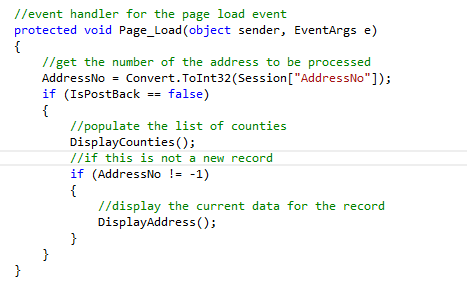 //event handler for the page load event
protected void Page_Load(object sender, EventArgs e)
{
    //get the number of the address to be processed
    AddressNo = Convert.ToInt32(Session["AddressNo"]);
    if (IsPostBack == false)
    {
        //populate the list of counties
        DisplayCounties();
        //if this is not a new record
        if (AddressNo != -1)
        {
            //display the current data for the record
            DisplayAddress();
        }
    }
}